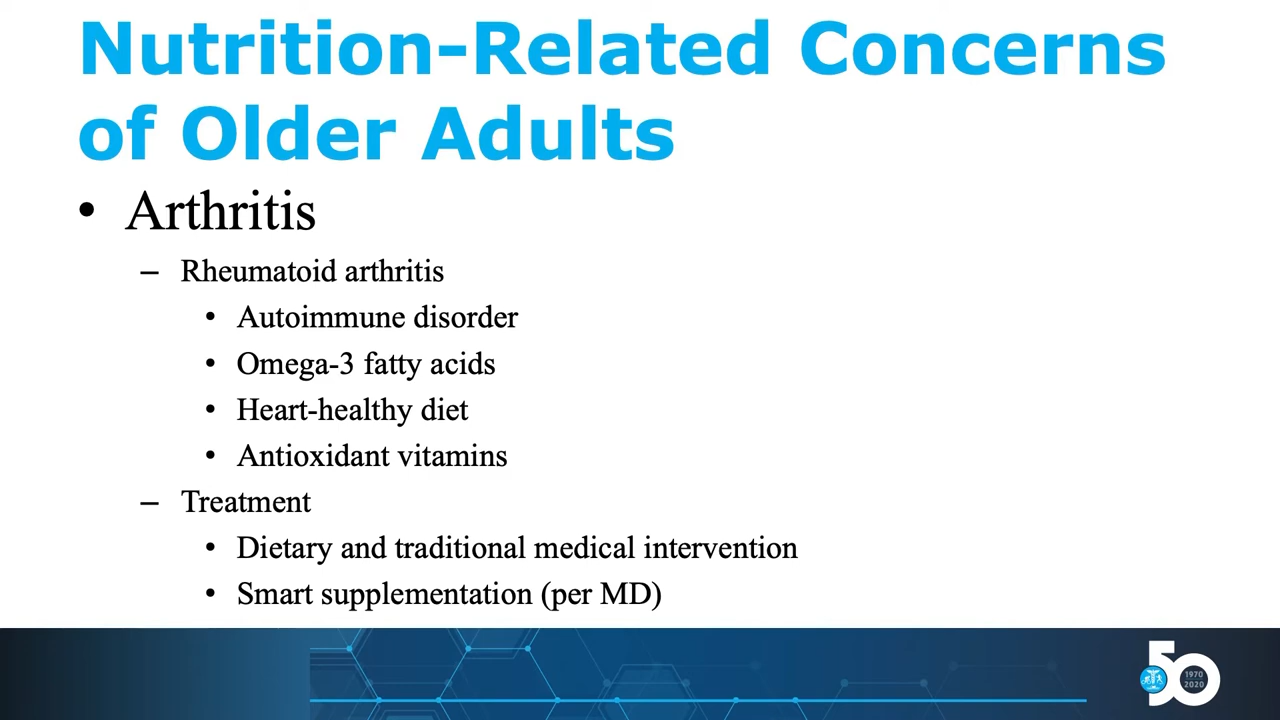 Nutrition-Related Concerns
of Older Adults
• Arthritis
– Rheumatoid arthritis
• Autoimmune disorder
• Omega-3 fatty acids
• Heart-healthy diet
• Antioxidant vitamins
– Treatment
• Dietary and traditional medical intervention
• Smart supplementation (per MD)
50
1970
2020